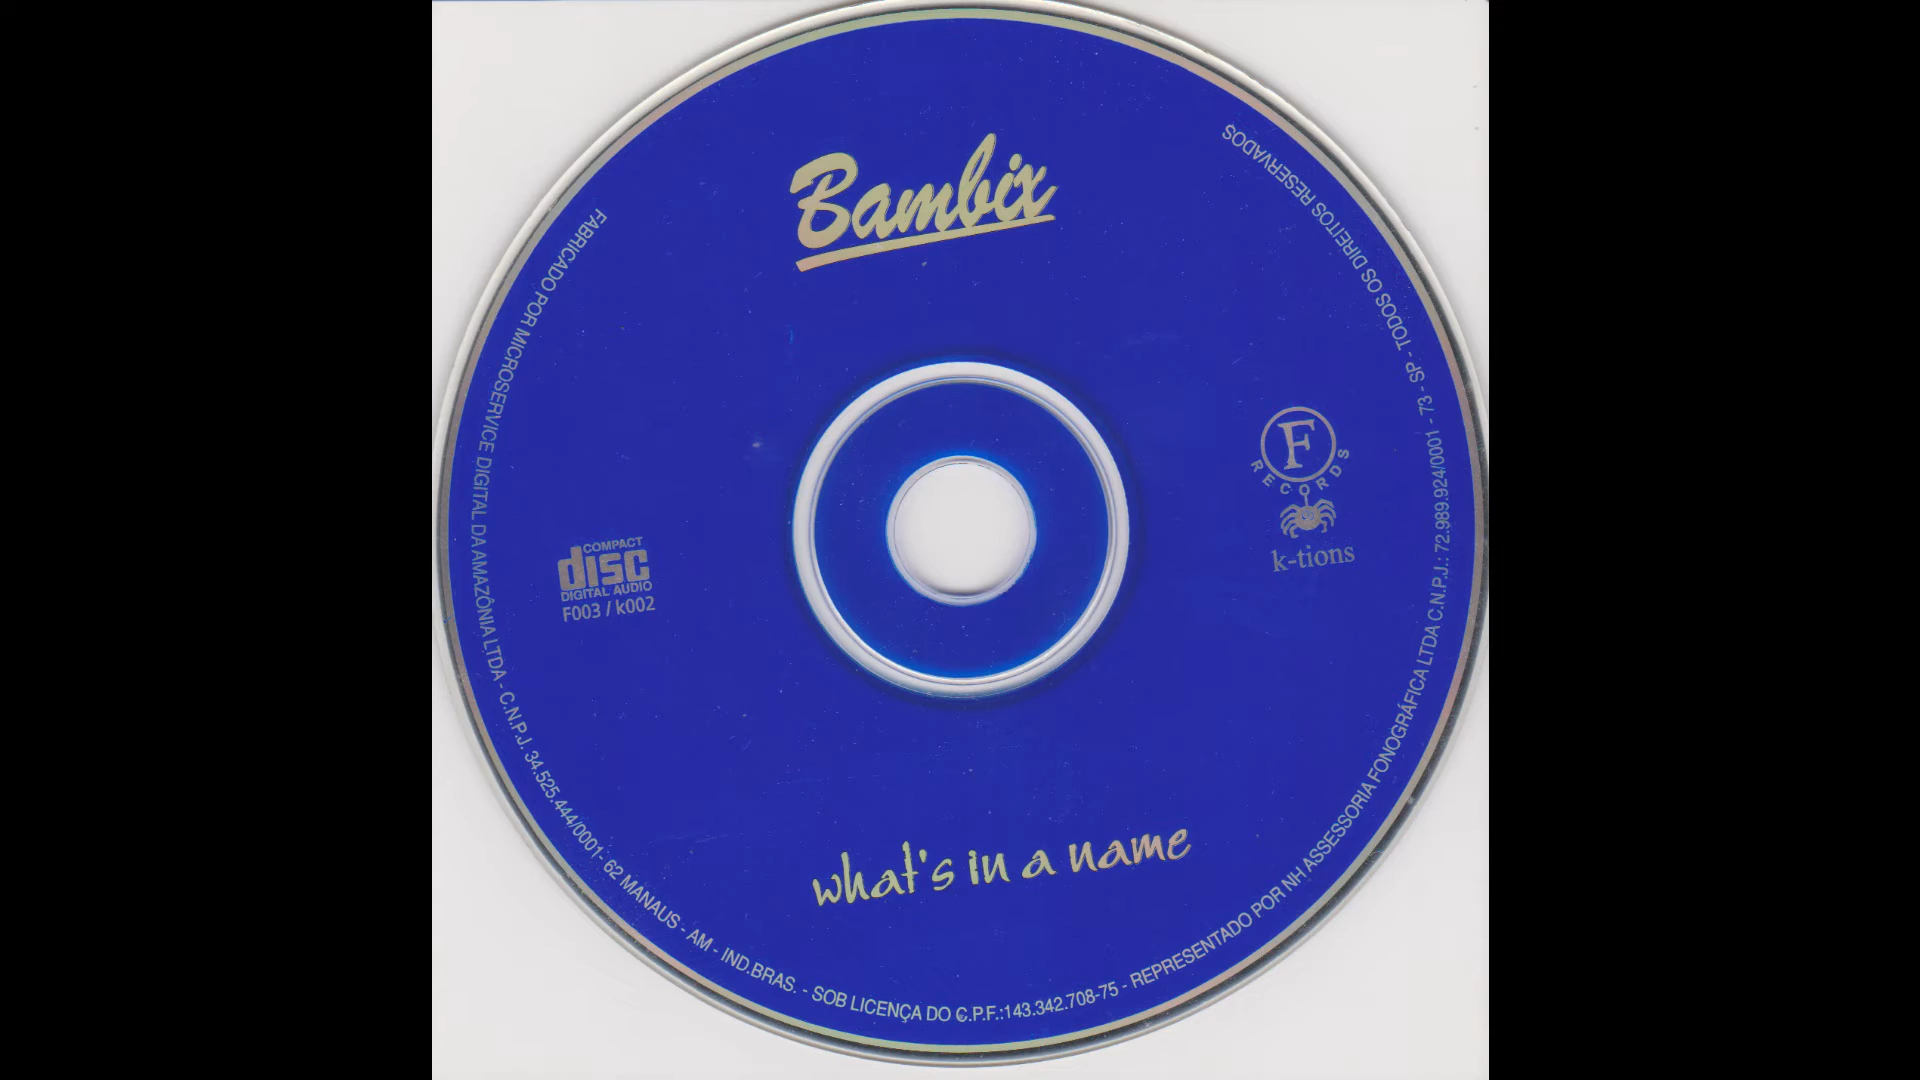 Bambix
F
RECORDS
k-tions
COMPACT
disc
DIGITAL AUDIO
F003 / k002
what's in a name
FABRICADO POR MICROSERVICE DIGITAL DA AMAZÔNIA LTDA - C.N.P.J. 34.525.444/0001- 62 MANAUS - AM - IND.BRAS. - SOB LICENÇA DO C.P.F.:143.342.708-75 - REPRESENTADO POR NH ASSESSORIA FONOGRÁFICA LTDA C.N.P.J.: 72.989.924/0001 - 73 - SP - TODOS OS DIREITOS RESERVADOS